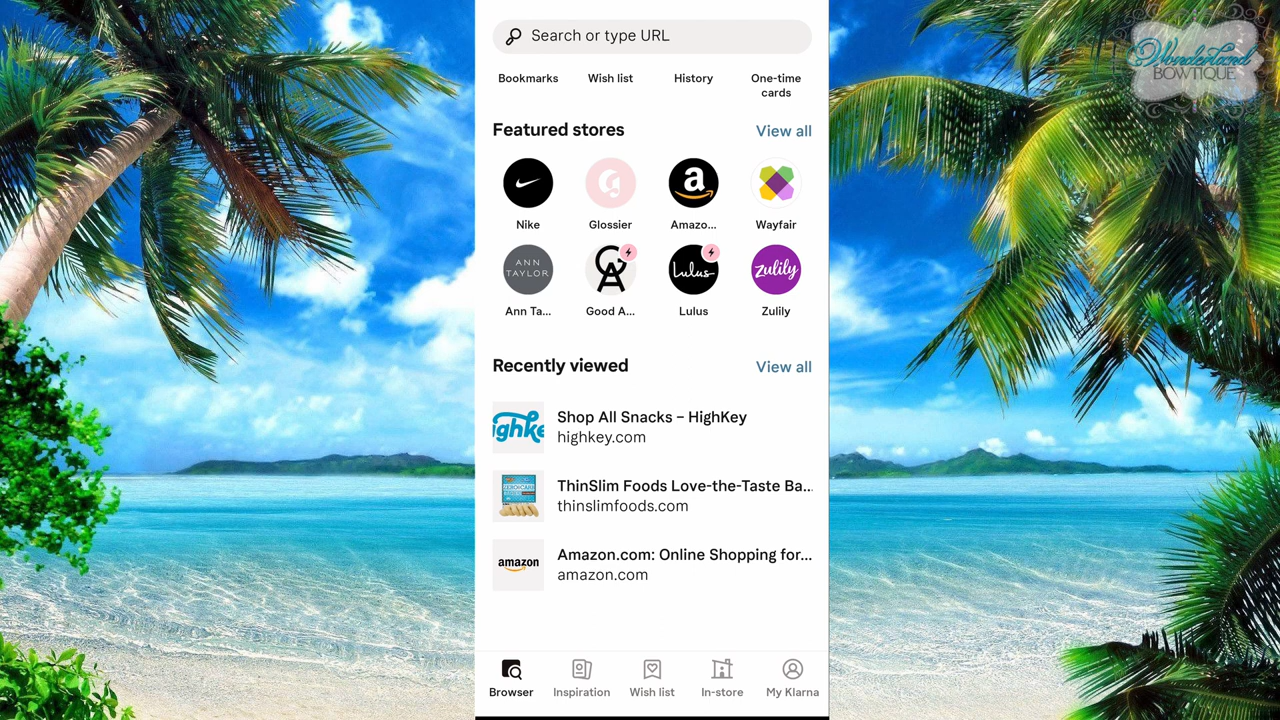 Wonderland
BOWTIQUE
Search or type URL
Bookmarks
Wish list
History
One-time
cards
Featured stores
View all
a
ANN
TAYLOR
Lulus
zulily
Nike
Glossier
Amazo...
Wayfair
Ann Ta...
Good A...
Lulus
Zulily
Recently viewed
View all
ighke
Shop All Snacks – HighKey
highkey.com
ThinSlim Foods Love-the-Taste Ba...
thinslimfoods.com
amazon
Amazon.com: Online Shopping for...
amazon.com
Browser
Inspiration
Wish list
In-store
My Klarna